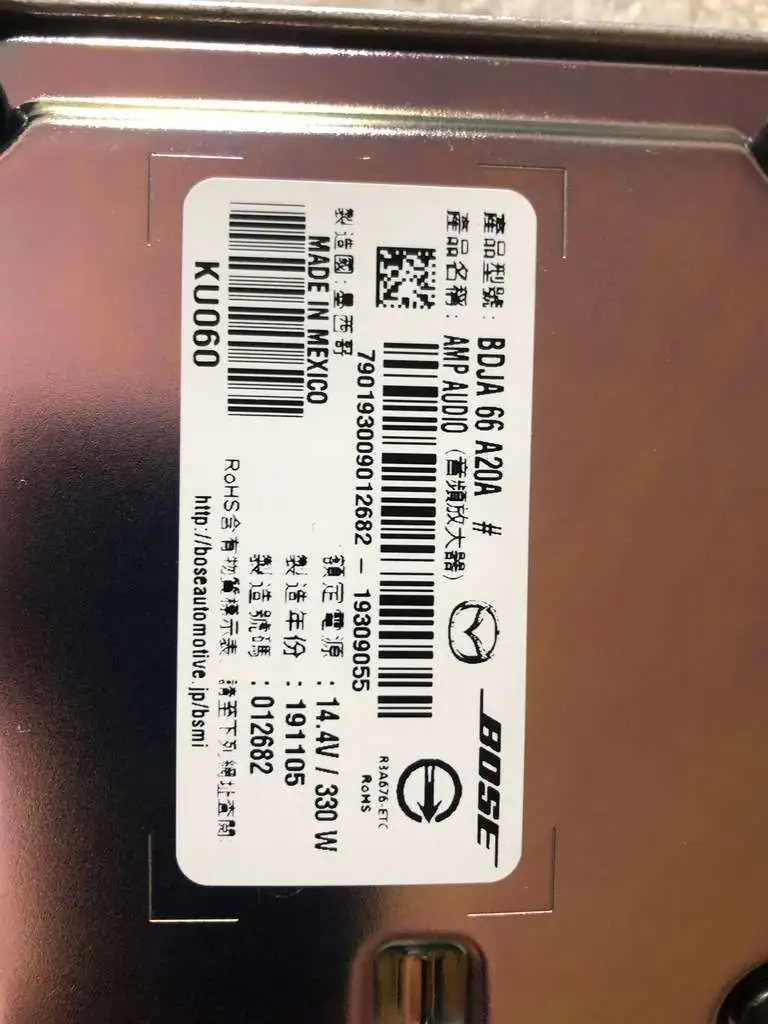 產品型號: BDJA 66 A20A #
產品名稱: AMP AUDIO (音頻放大器)
BOSE
7901930009012682 - 19309055
R3A676-ETC
RoHS
製造國:墨西哥
MADE IN MEXICO
額定電源:14.4V / 330 W
製造年份:191105
製造號碼:012682
KU060
RoHS含有物質標示表 請至下列網址查閱:
http://boseautomotive.jp/bsmi